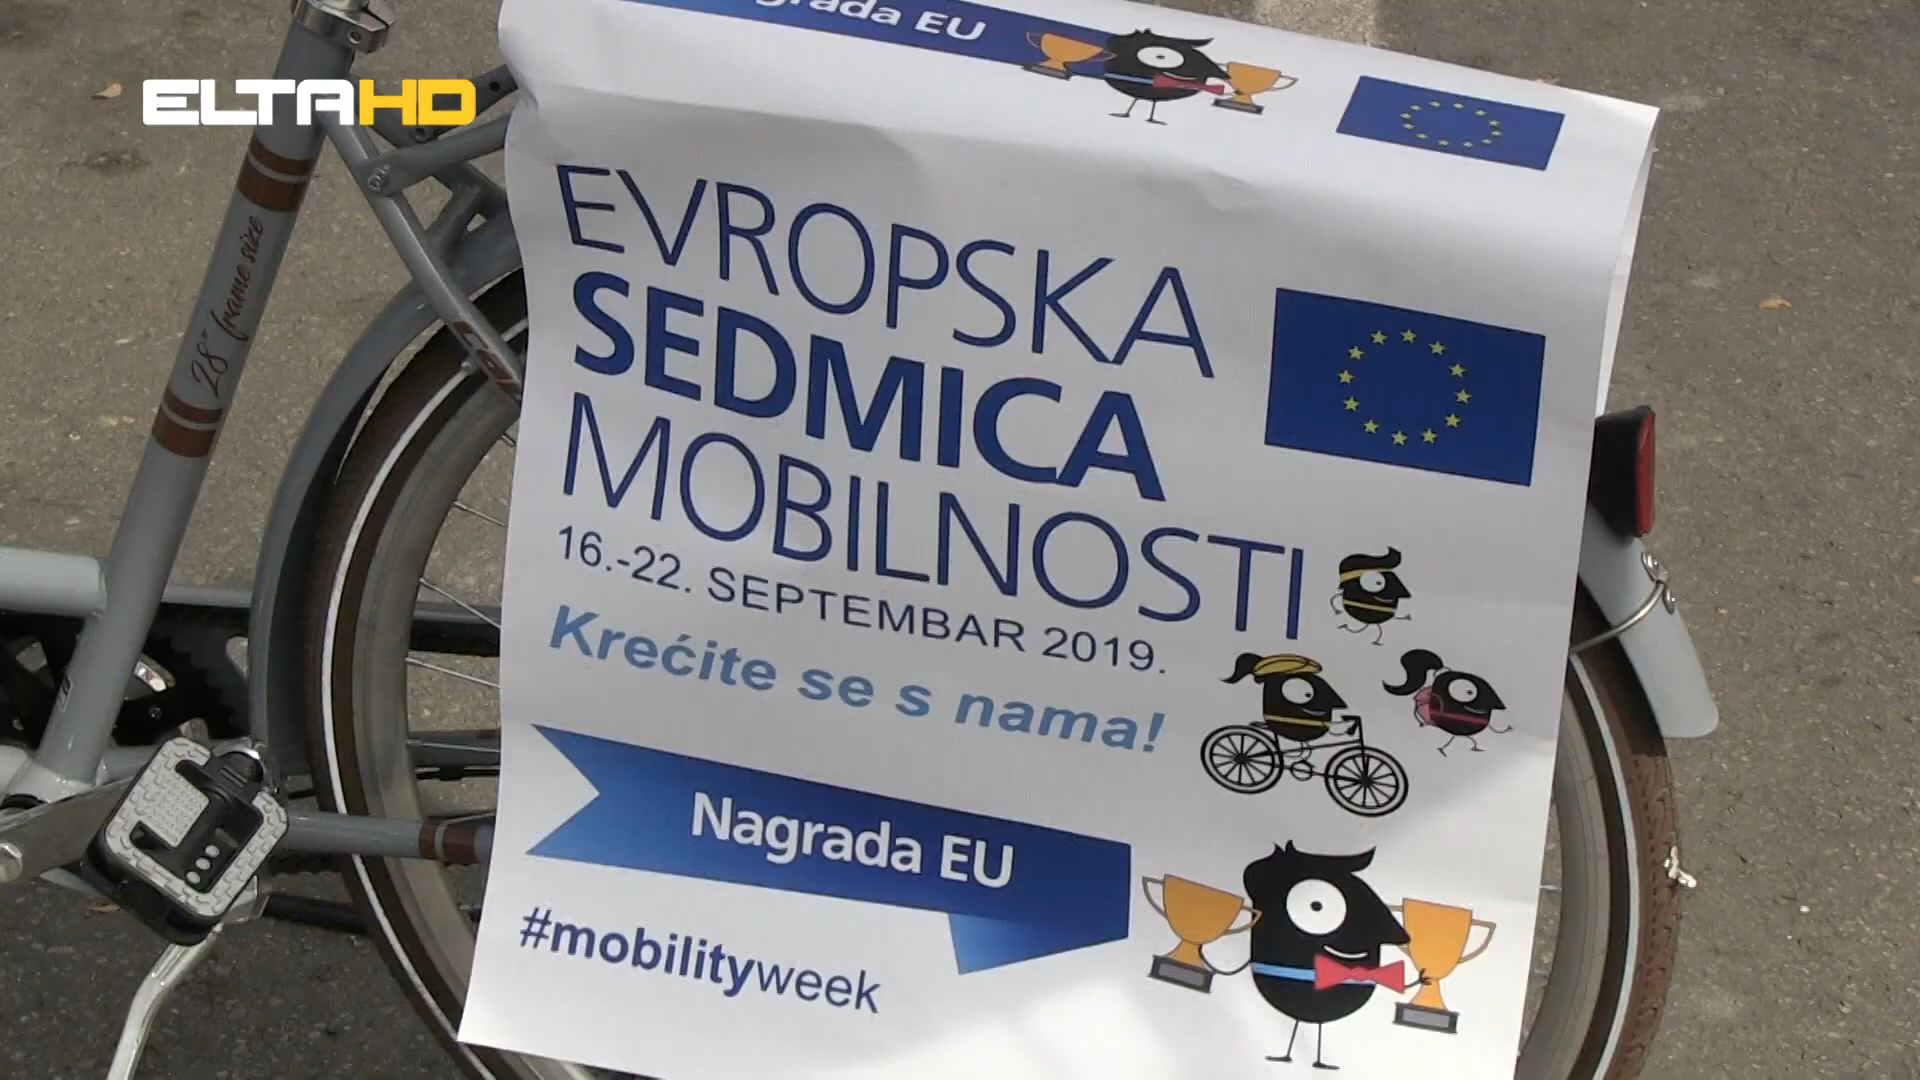 ELTAHD
Nagrada EU
EVROPSKA
SEDMICA
MOBILNOSTI
16.-22. SEPTEMBAR 2019.
Krećite se s nama!
Nagrada EU
#mobilityweek
28" frame size